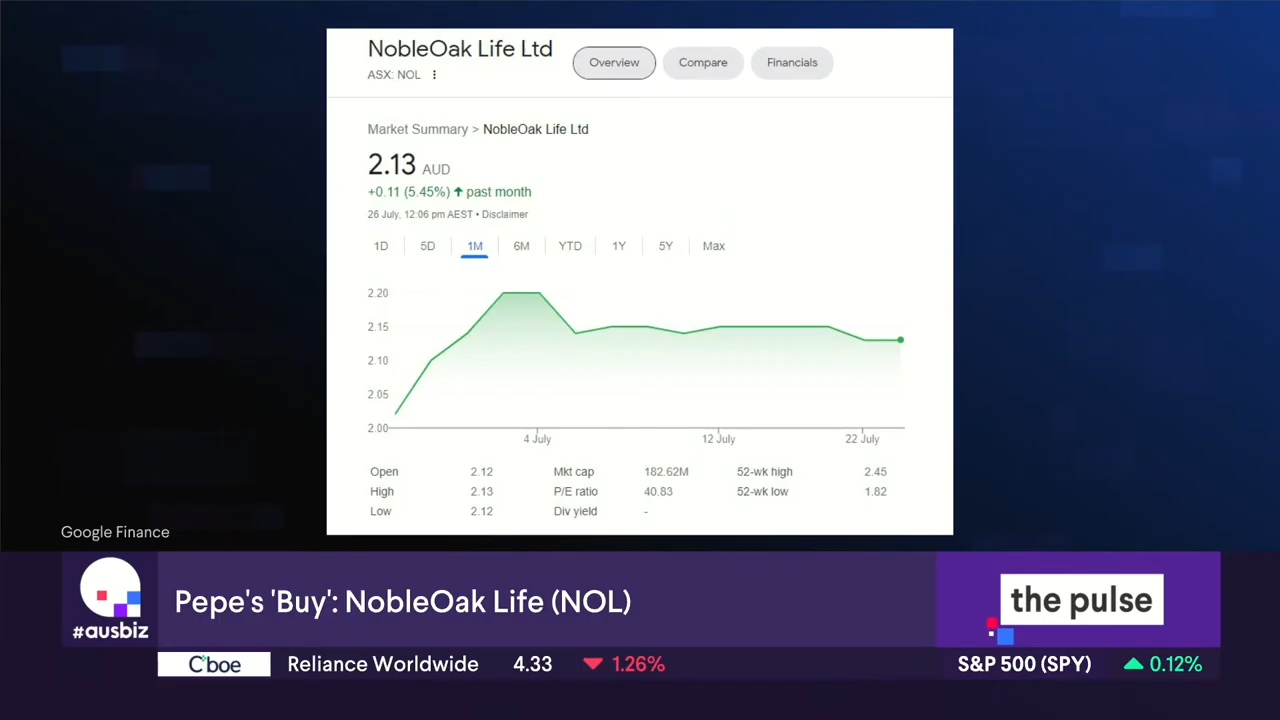 NobleOak Life Ltd
ASX: NOL
Overview
Compare
Financials
Market Summary > NobleOak Life Ltd
2.13 AUD
+0.11 (5.45%) ↑ past month
26 July, 12:06 pm AEST • Disclaimer
1D 5D 1M 6M YTD 1Y 5Y Max
2.20
2.15
2.10
2.05
2.00
4 July 12 July 22 July
Open 2.12 Mkt cap 182.62M 52-wk high 2.45
High 2.13 P/E ratio 40.83 52-wk low 1.82
Low 2.12 Div yield -
Google Finance
#ausbiz
Pepe's 'Buy': NobleOak Life (NOL)
the pulse
Cboe Reliance Worldwide 4.33 ▼ 1.26% S&P 500 (SPY) ▲ 0.12%